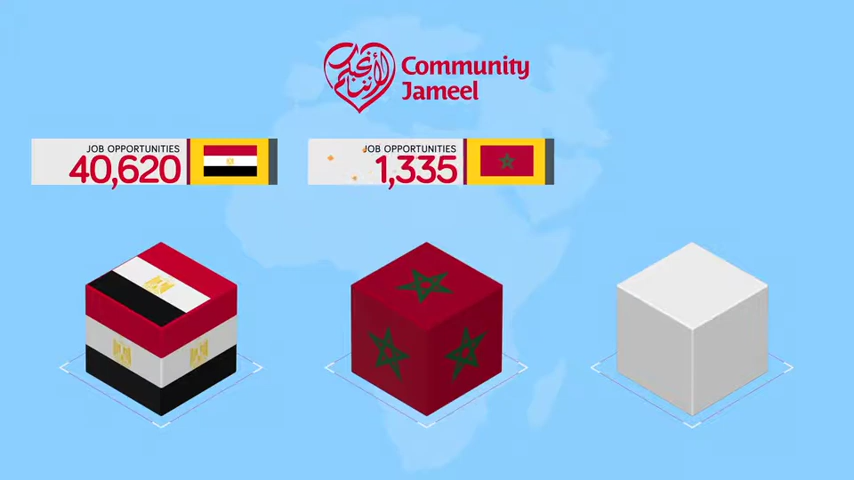 Community
Jameel
JOB OPPORTUNITIES
40,620
JOB OPPORTUNITIES
1,335